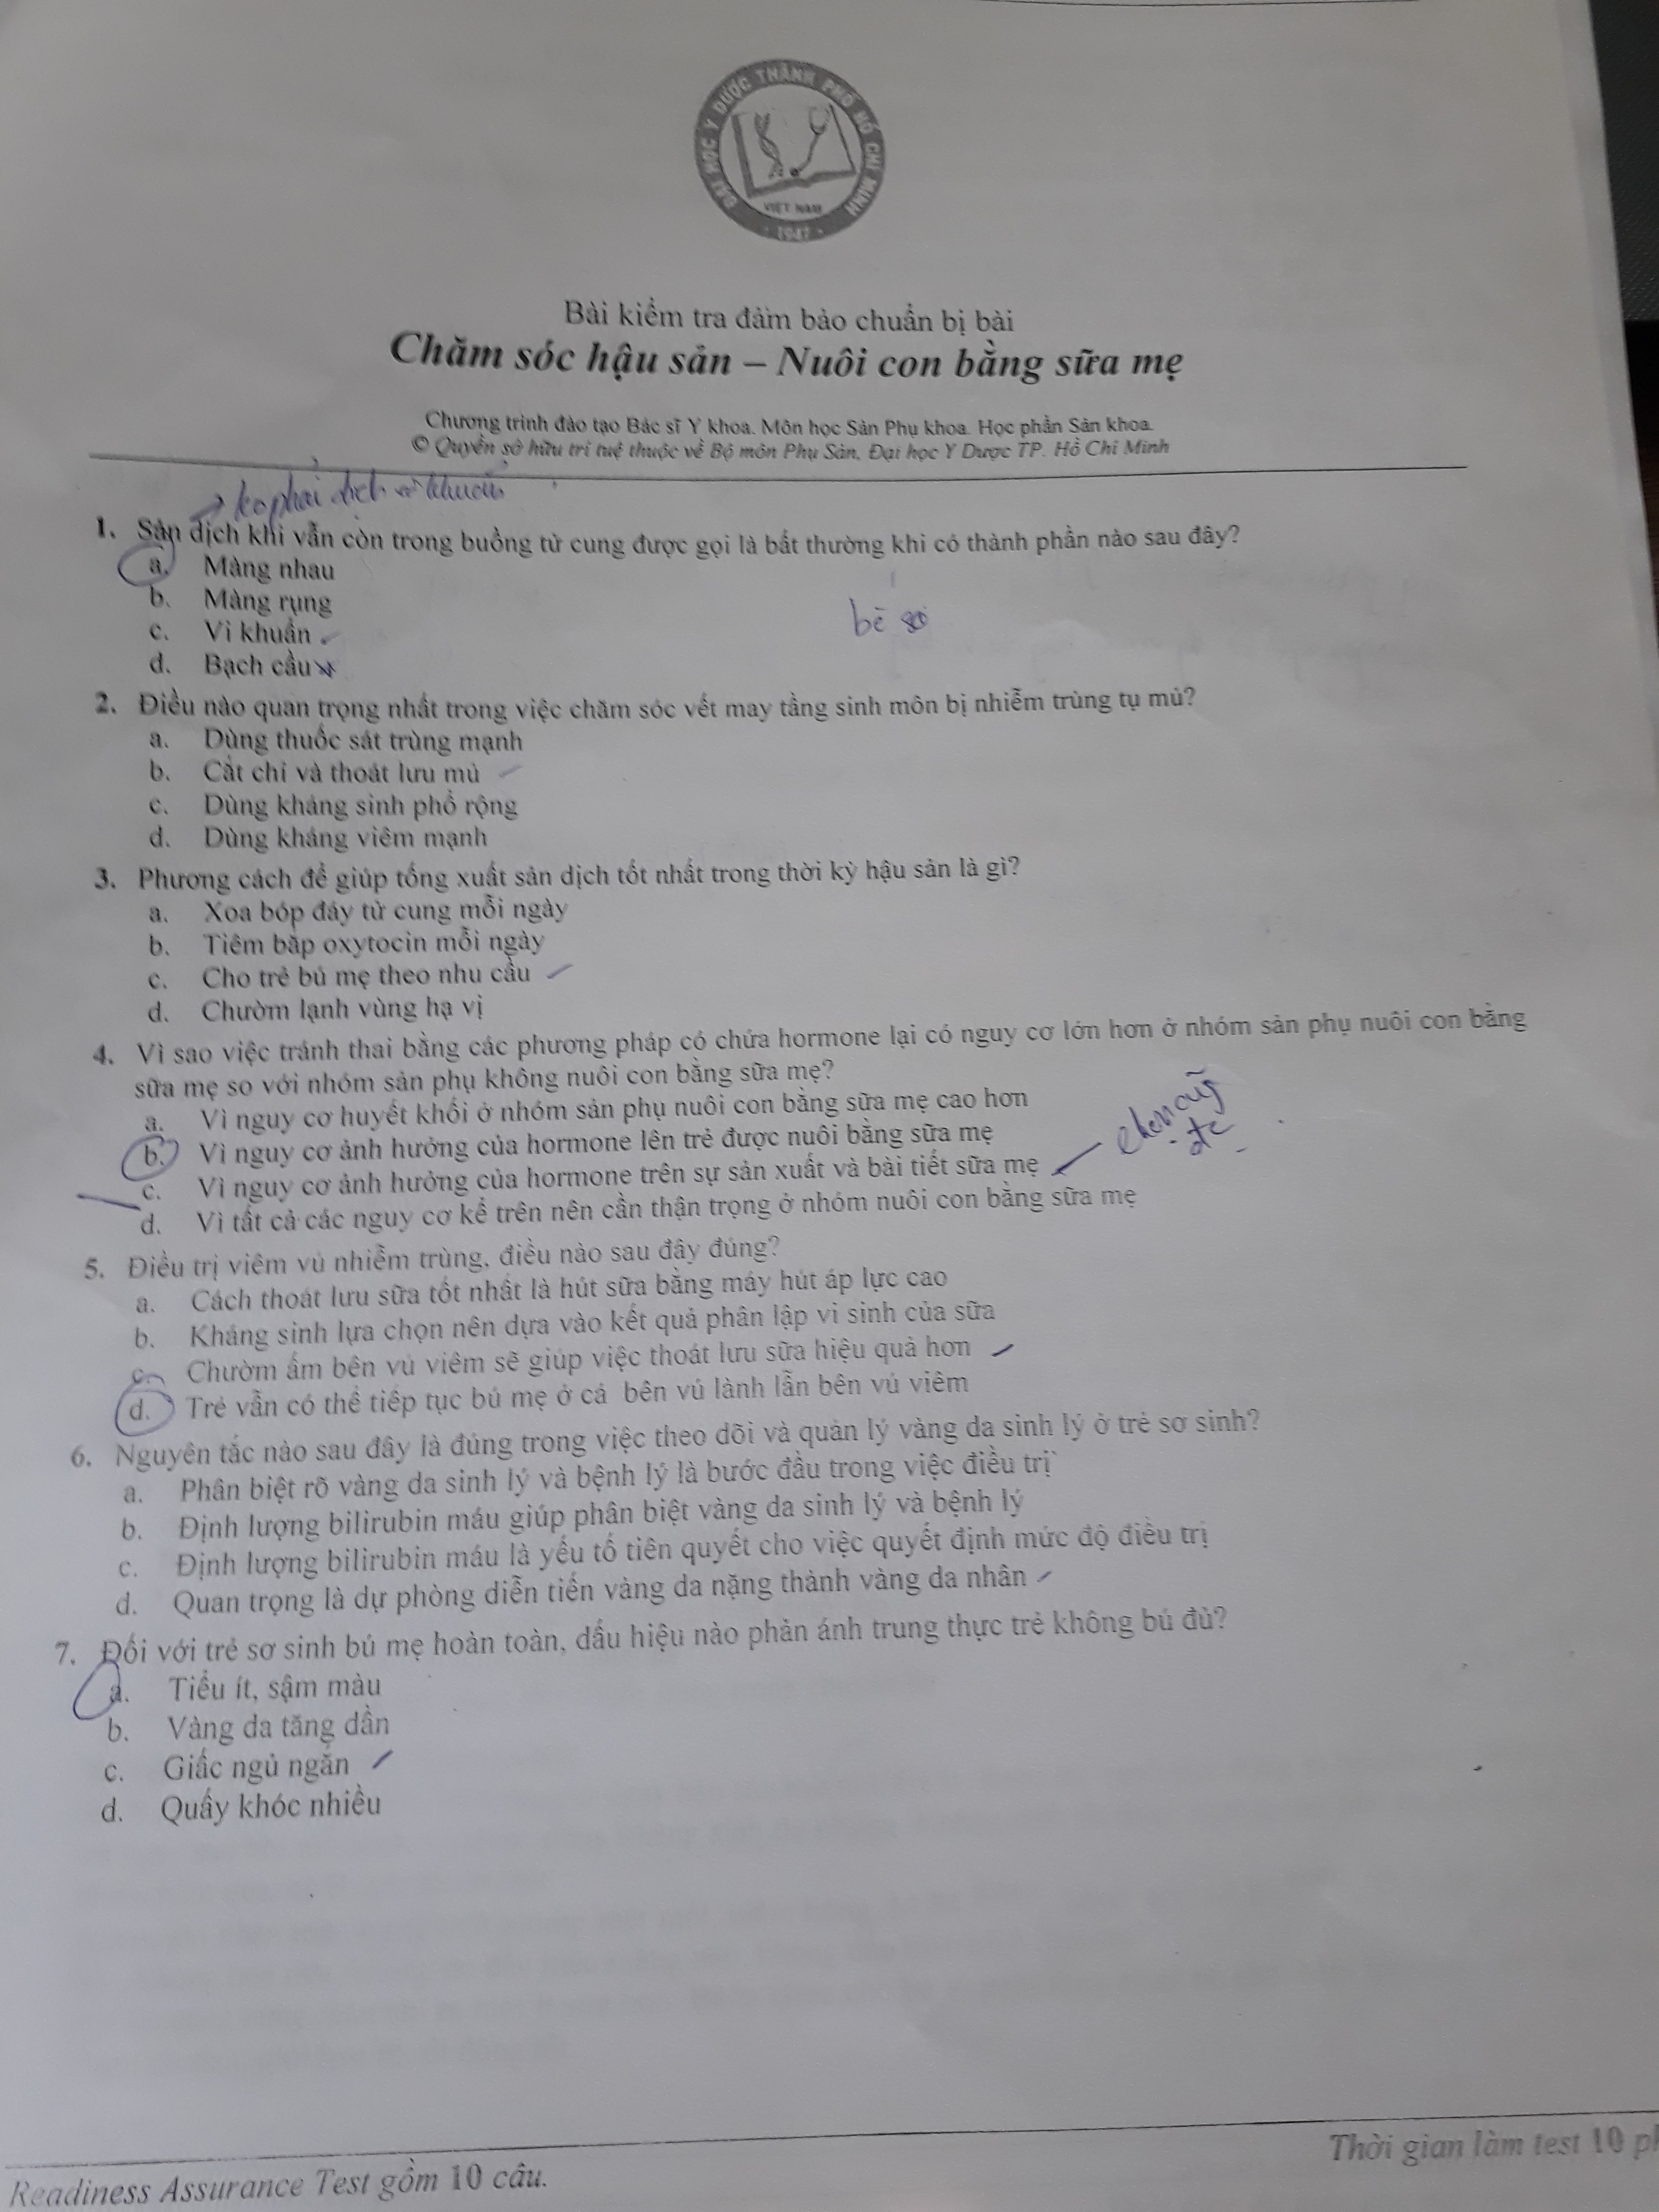 ĐẠI HỌC Y DƯỢC THÀNH PHỐ HỒ CHÍ MINH
VIỆT NAM
1947
Bài kiểm tra đảm bảo chuẩn bị bài
Chăm sóc hậu sản – Nuôi con bằng sữa mẹ
Chương trình đào tạo Bác sĩ Y khoa. Môn học Sản Phụ khoa. Học phần Sản khoa.
© Quyền sở hữu trí tuệ thuộc về Bộ môn Phụ Sản, Đại học Y Dược TP. Hồ Chí Minh
→ ko phải dịch khuẩn
1. Sản dịch khi vẫn còn trong buồng tử cung được gọi là bất thường khi có thành phần nào sau đây?
a. Màng nhau
b. Màng rụng
c. Vi khuẩn
d. Bạch cầu
bế
2. Điều nào quan trọng nhất trong việc chăm sóc vết may tầng sinh môn bị nhiễm trùng tụ mủ?
a. Dùng thuốc sát trùng mạnh
b. Cắt chỉ và thoát lưu mủ
c. Dùng kháng sinh phổ rộng
d. Dùng kháng viêm mạnh
3. Phương cách để giúp tống xuất sản dịch tốt nhất trong thời kỳ hậu sản là gì?
a. Xoa bóp đáy tử cung mỗi ngày
b. Tiêm bắp oxytocin mỗi ngày
c. Cho trẻ bú mẹ theo nhu cầu
d. Chườm lạnh vùng hạ vị
4. Vì sao việc tránh thai bằng các phương pháp có chứa hormone lại có nguy cơ lớn hơn ở nhóm sản phụ nuôi con bằng
sữa mẹ so với nhóm sản phụ không nuôi con bằng sữa mẹ?
a. Vì nguy cơ huyết khối ở nhóm sản phụ nuôi con bằng sữa mẹ cao hơn
b. Vì nguy cơ ảnh hưởng của hormone lên trẻ được nuôi bằng sữa mẹ
c. Vì nguy cơ ảnh hưởng của hormone trên sự sản xuất và bài tiết sữa mẹ
chọn cũng
đc
d. Vì tất cả các nguy cơ kể trên nên cần thận trọng ở nhóm nuôi con bằng sữa mẹ
5. Điều trị viêm vú nhiễm trùng, điều nào sau đây đúng?
a. Cách thoát lưu sữa tốt nhất là hút sữa bằng máy hút áp lực cao
b. Kháng sinh lựa chọn nên dựa vào kết quả phân lập vi sinh của sữa
c. Chườm ấm bên vú viêm sẽ giúp việc thoát lưu sữa hiệu quả hơn
d. Trẻ vẫn có thể tiếp tục bú mẹ ở cả bên vú lành lẫn bên vú viêm
6. Nguyên tắc nào sau đây là đúng trong việc theo dõi và quản lý vàng da sinh lý ở trẻ sơ sinh?
a. Phân biệt rõ vàng da sinh lý và bệnh lý là bước đầu trong việc điều trị
b. Định lượng bilirubin máu giúp phân biệt vàng da sinh lý và bệnh lý
c. Định lượng bilirubin máu là yếu tố tiên quyết cho việc quyết định mức độ điều trị
d. Quan trọng là dự phòng diễn tiến vàng da nặng thành vàng da nhân
7. Đối với trẻ sơ sinh bú mẹ hoàn toàn, dấu hiệu nào phản ánh trung thực trẻ không bú đủ?
a. Tiểu ít, sậm màu
b. Vàng da tăng dần
c. Giấc ngủ ngắn
d. Quấy khóc nhiều
Readiness Assurance Test gồm 10 câu.
Thời gian làm test 10 ph